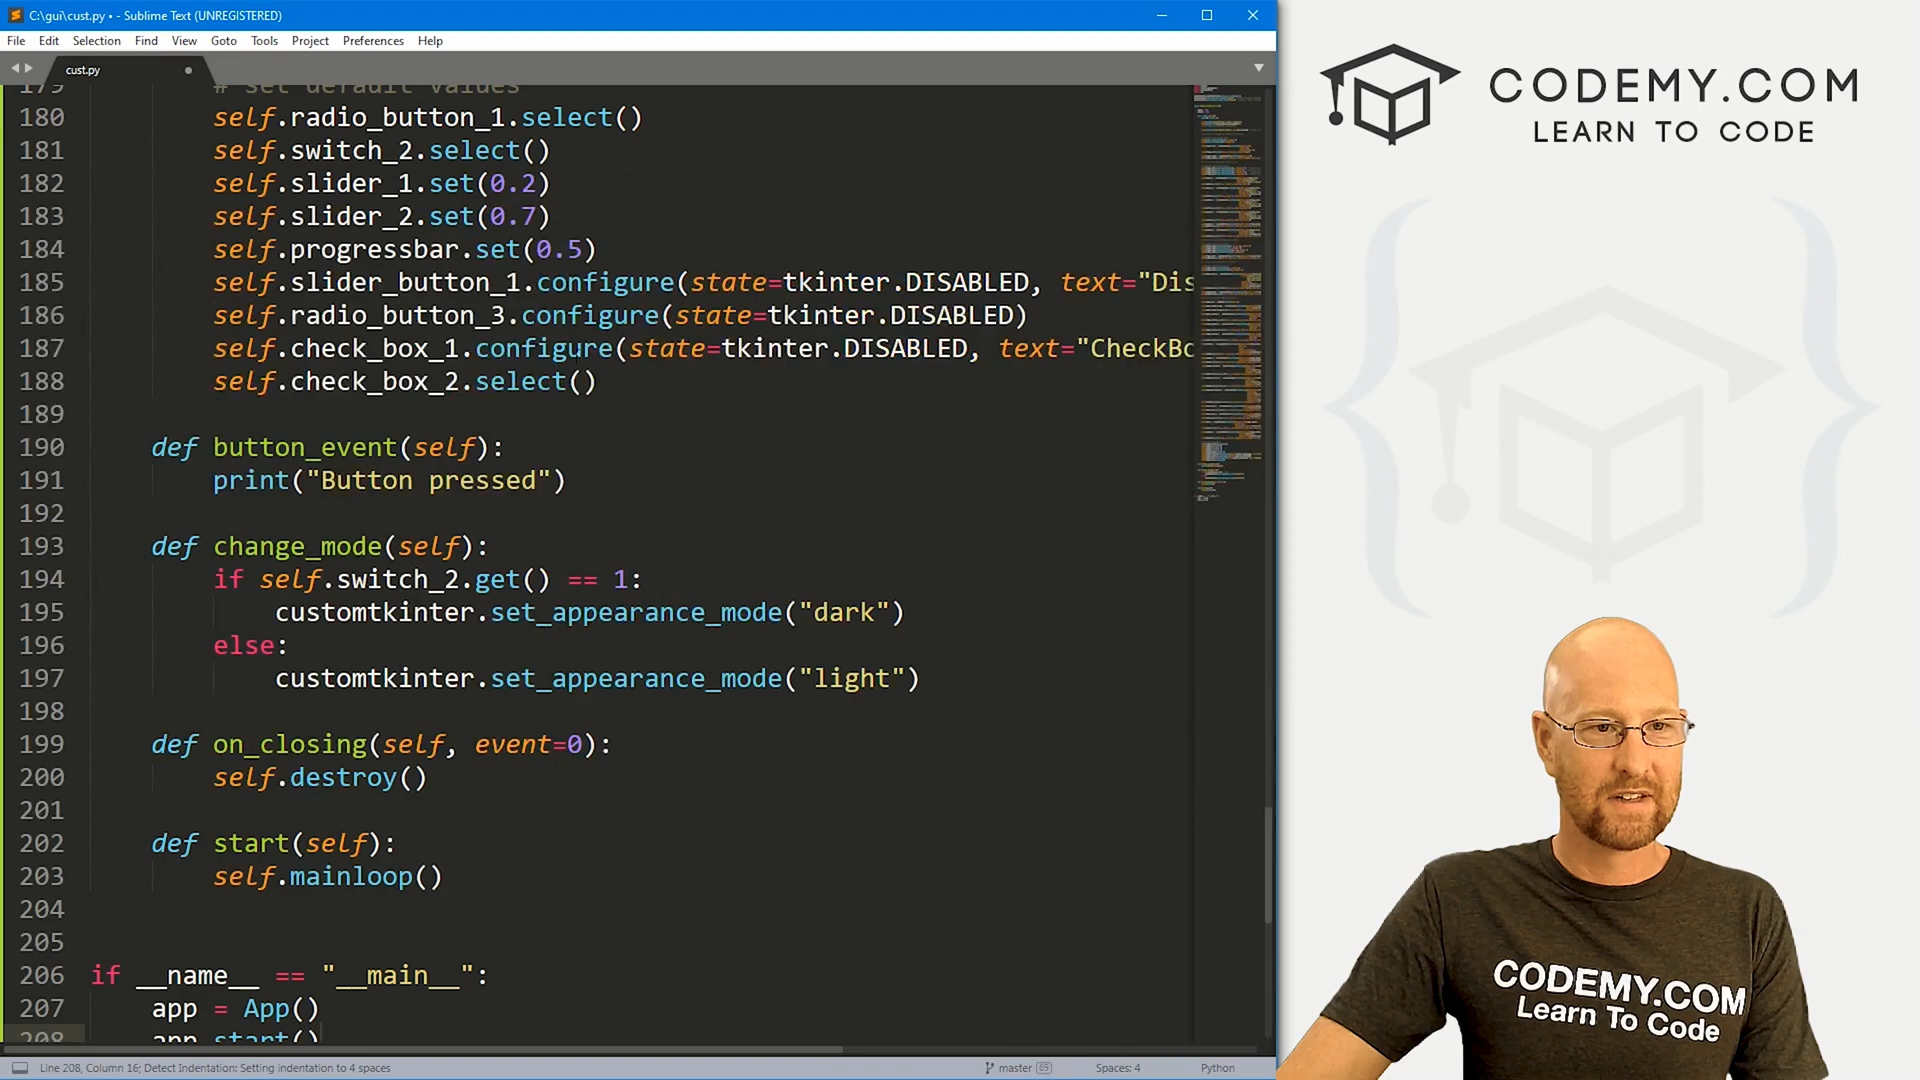 C:\gui\cust.py • - Sublime Text (UNREGISTERED)
File Edit Selection Find View Goto Tools Project Preferences Help
cust.py
179 # set default values
180 self.radio_button_1.select()
181 self.switch_2.select()
182 self.slider_1.set(0.2)
183 self.slider_2.set(0.7)
184 self.progressbar.set(0.5)
185 self.slider_button_1.configure(state=tkinter.DISABLED, text="Dis
186 self.radio_button_3.configure(state=tkinter.DISABLED)
187 self.check_box_1.configure(state=tkinter.DISABLED, text="CheckBo
188 self.check_box_2.select()
189
190 def button_event(self):
191 print("Button pressed")
192
193 def change_mode(self):
194 if self.switch_2.get() == 1:
195 customtkinter.set_appearance_mode("dark")
196 else:
197 customtkinter.set_appearance_mode("light")
198
199 def on_closing(self, event=0):
200 self.destroy()
201
202 def start(self):
203 self.mainloop()
204
205
206 if __name__ == "__main__":
207 app = App()
208 app.start()
Line 208, Column 16; Detect Indentation: Setting indentation to 4 spaces
master 69
Spaces: 4
Python
CODEMY.COM
LEARN TO CODE
CODEMY.COM
Learn To Code